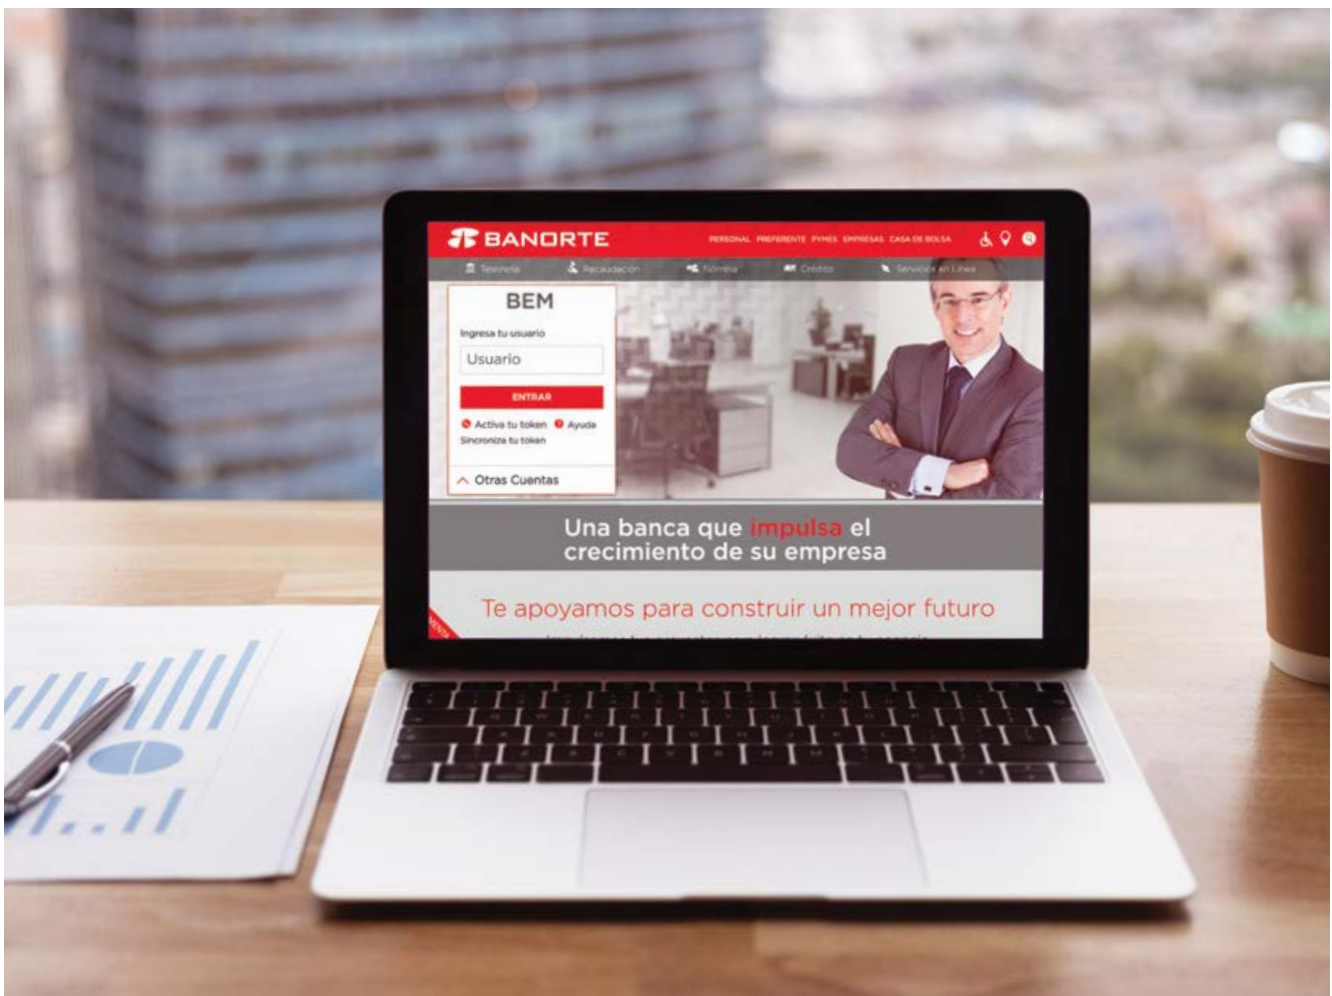 BANORTE
PERSONAL PREFERENTE PYMES EMPRESAS CASA DE BOLSA
Tesorería Recaudación Nómina Crédito Servicios en Línea
BEM
Ingresa tu usuario
Usuario
ENTRAR
Activa tu token Ayuda
Sincroniza tu token
Otras Cuentas
Una banca que impulsa el
crecimiento de su empresa
Te apoyamos para construir un mejor futuro